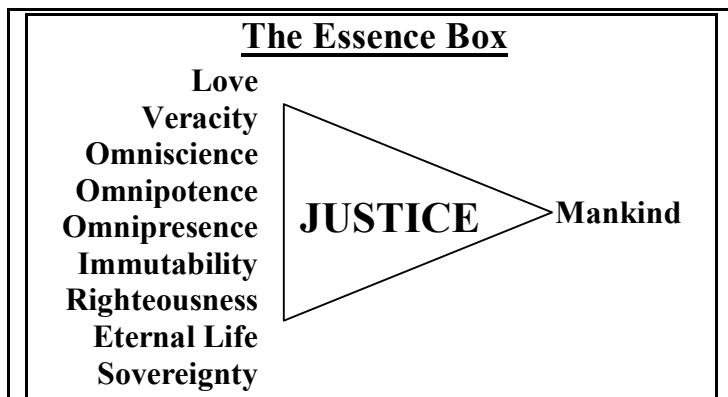 The Essence Box
Love
Veracity
Omniscience
Omnipotence
Omnipresence
Immutability
Righteousness
Eternal Life
Sovereignty
JUSTICE
Mankind